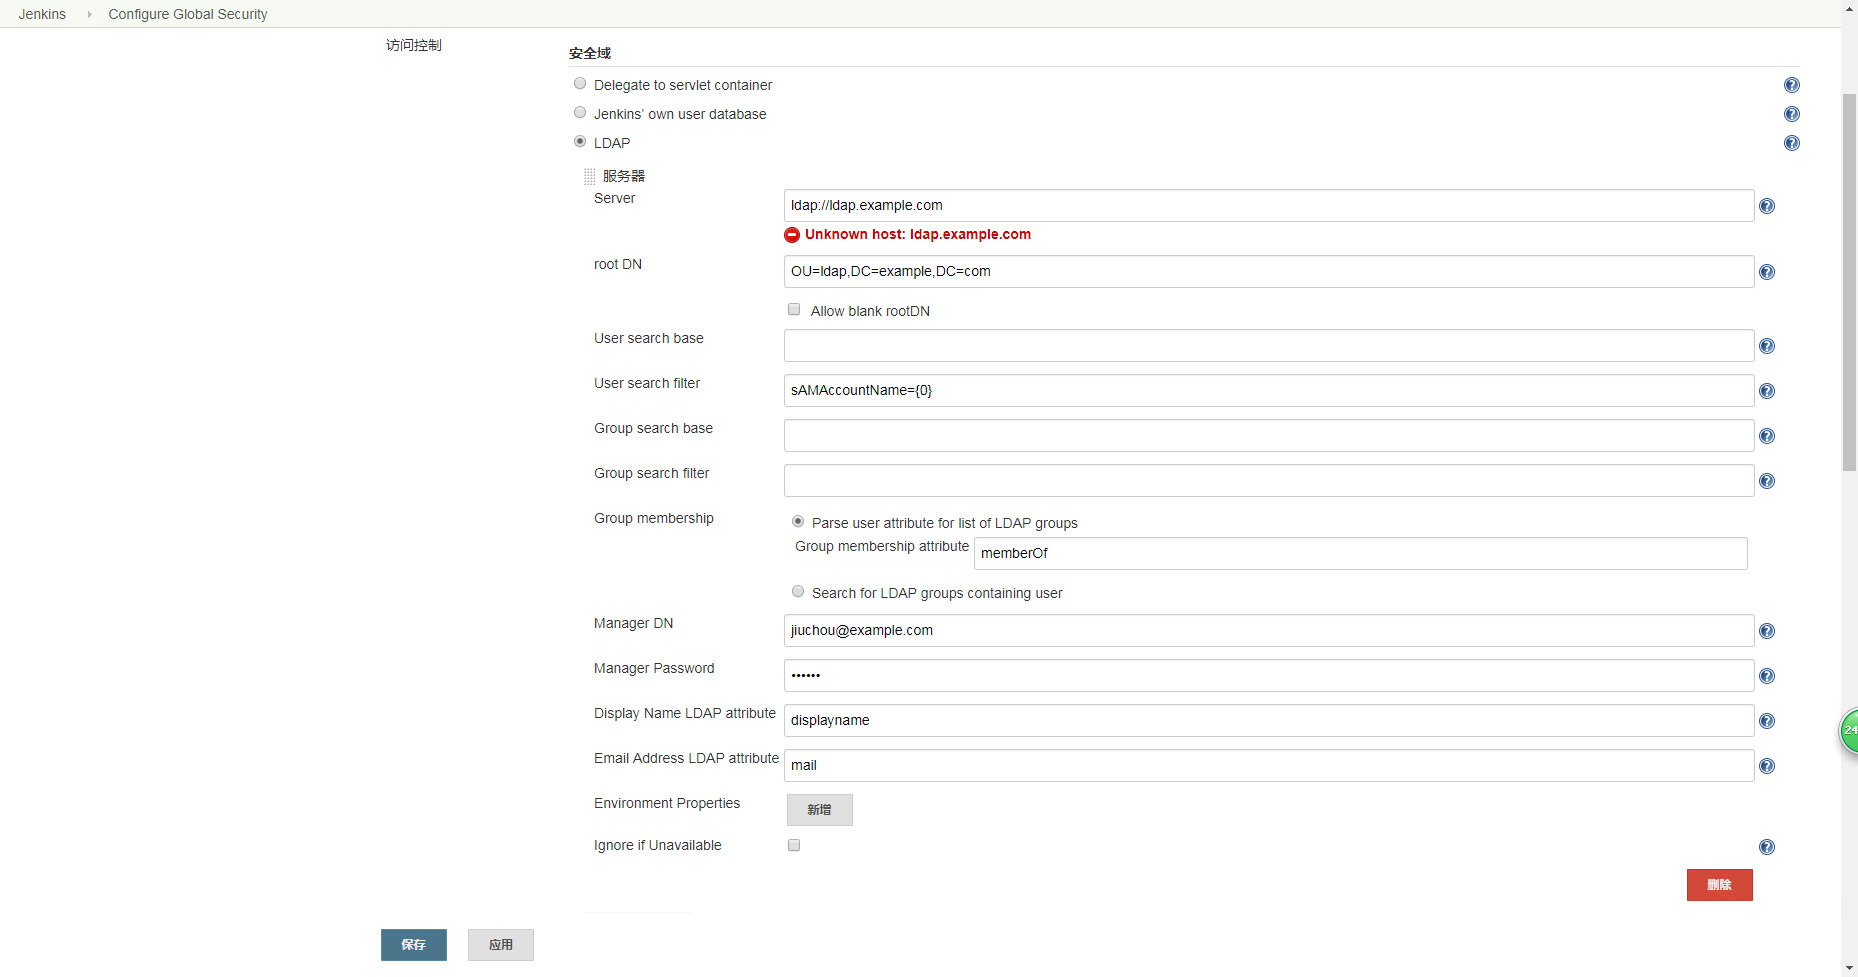 Jenkins Configure Global Security
访问控制
安全域
Delegate to servlet container
Jenkins' own user database
LDAP
服务器
Server
ldap://ldap.example.com
Unknown host: ldap.example.com
root DN
OU=ldap,DC=example,DC=com
Allow blank rootDN
User search base
User search filter
sAMAccountName={0}
Group search base
Group search filter
Group membership
Parse user attribute for list of LDAP groups
Group membership attribute
memberOf
Search for LDAP groups containing user
Manager DN
jiuchou@example.com
Manager Password
••••••
Display Name LDAP attribute
displayname
Email Address LDAP attribute
mail
Environment Properties
新增
Ignore if Unavailable
删除
保存
应用